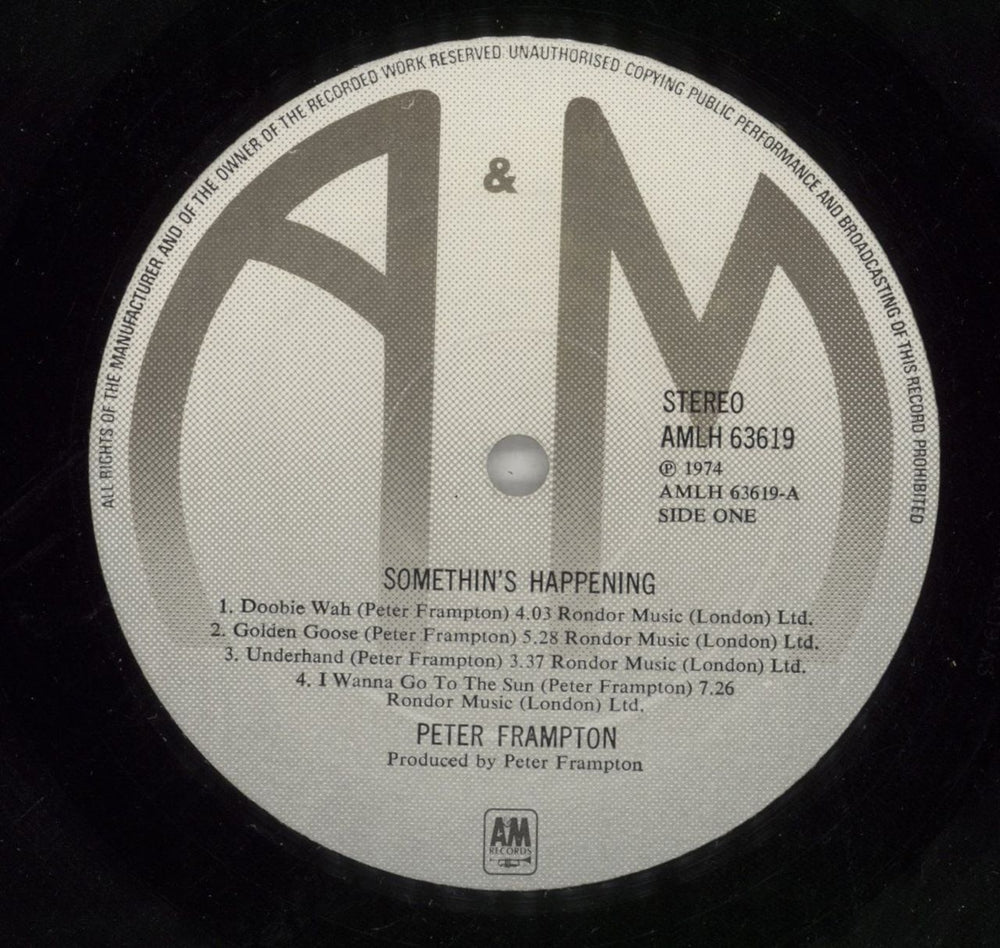 ALL RIGHTS OF THE MANUFACTURER AND OF THE OWNER OF THE RECORDED WORK RESERVED UNAUTHORISED COPYING PUBLIC PERFORMANCE AND BROADCASTING OF THIS RECORD PROHIBITED
A & M
STEREO
AMLH 63619
℗ 1974
AMLH 63619-A
SIDE ONE
SOMETHIN'S HAPPENING
1. Doobie Wah (Peter Frampton) 4.03 Rondor Music (London) Ltd.
2. Golden Goose (Peter Frampton) 5.28 Rondor Music (London) Ltd.
3. Underhand (Peter Frampton) 3.37 Rondor Music (London) Ltd.
4. I Wanna Go To The Sun (Peter Frampton) 7.26
Rondor Music (London) Ltd.
PETER FRAMPTON
Produced by Peter Frampton
AM
RECORDS